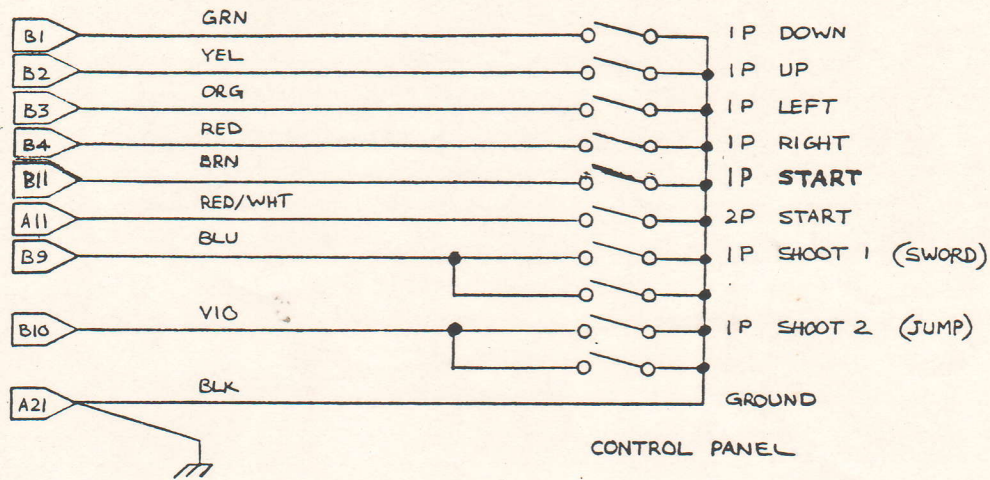 B1 GRN 1P DOWN
B2 YEL 1P UP
B3 ORG 1P LEFT
B4 RED 1P RIGHT
B11 BRN 1P START
A11 RED/WHT 2P START
B9 BLU 1P SHOOT 1 (SWORD)
B10 VIO 1P SHOOT 2 (JUMP)
A21 BLK GROUND
CONTROL PANEL